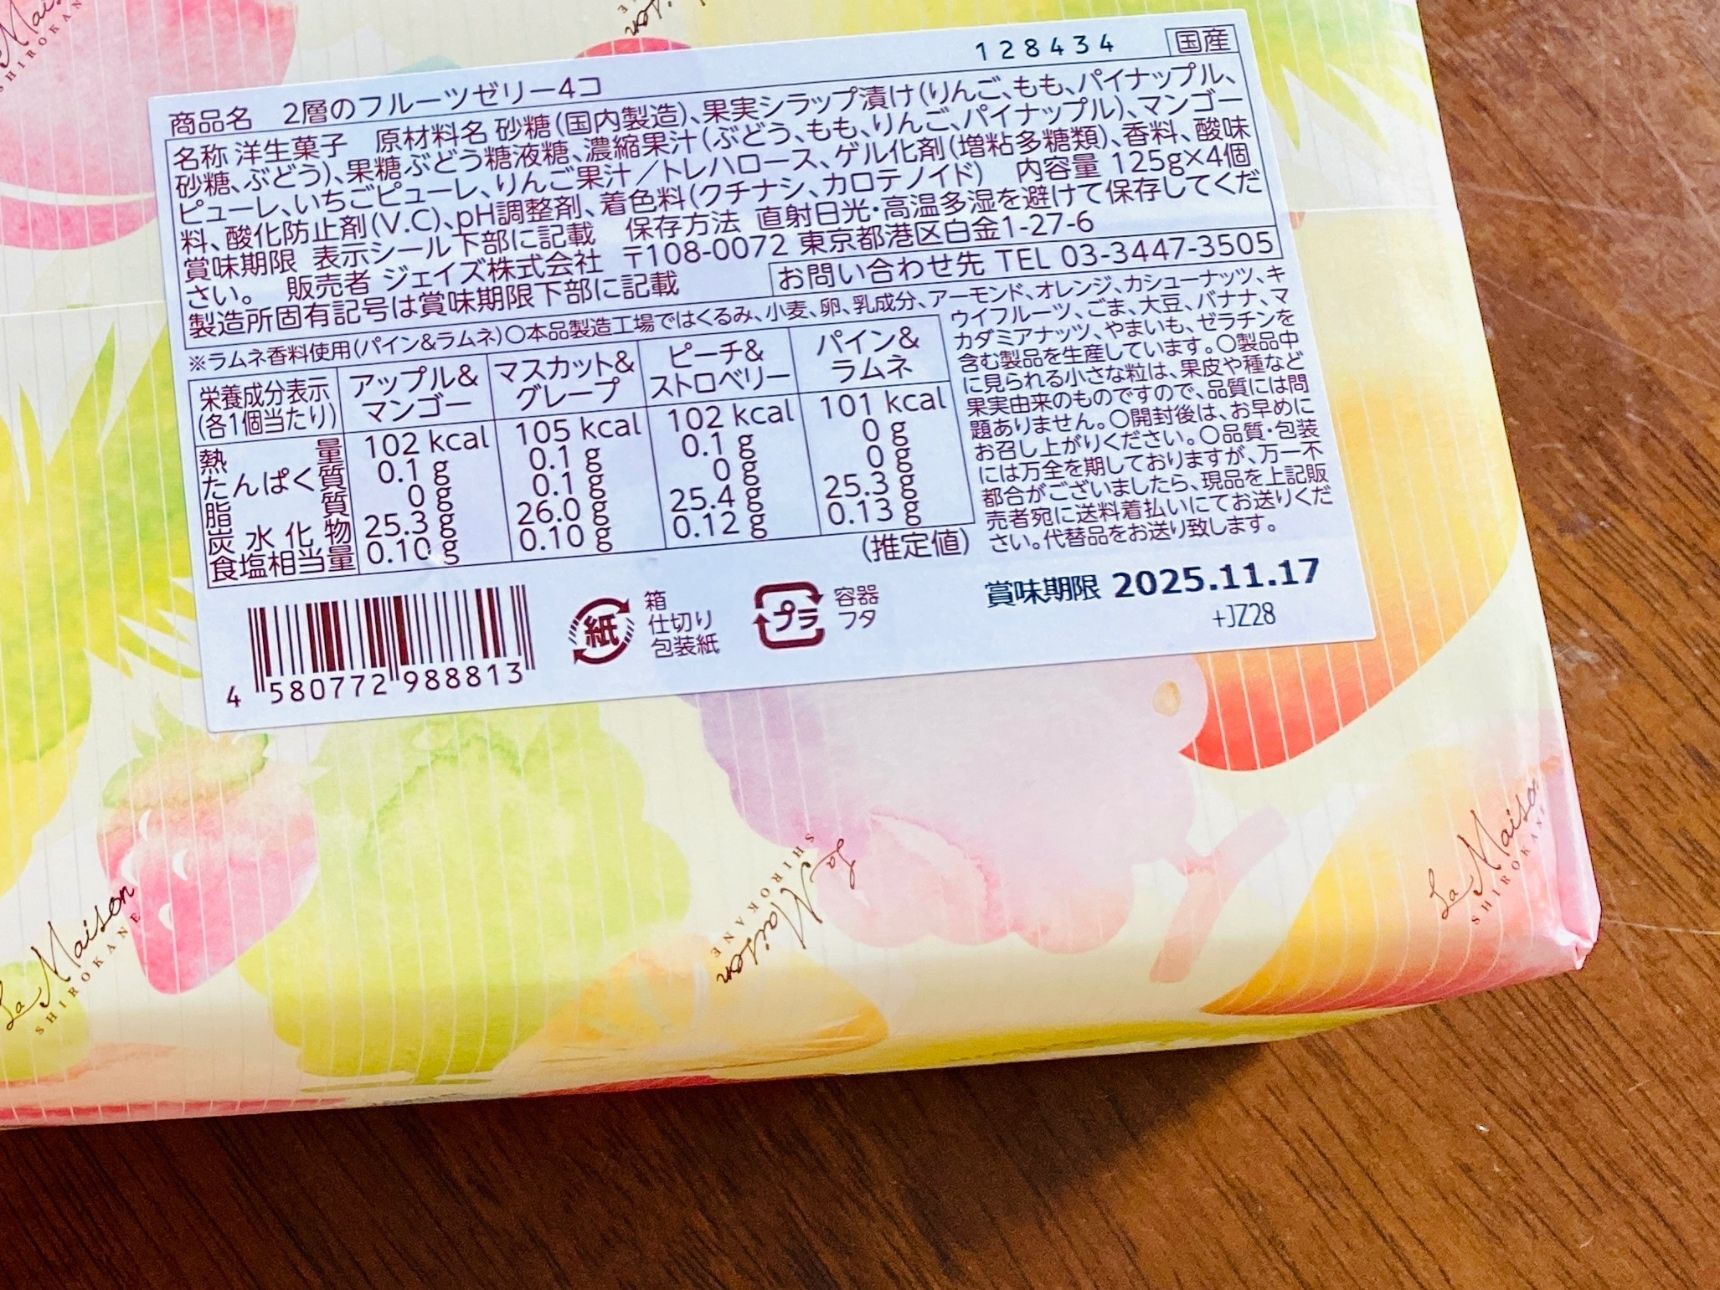 La Maison
SHIROKANE
128434 国産
商品名 2層のフルーツゼリー4コ
名称 洋生菓子 原材料名 砂糖(国内製造)、果実シラップ漬け(りんご、もも、パイナップル、
砂糖、ぶどう)、果糖ぶどう糖液糖、濃縮果汁(ぶどう、もも、りんご、パイナップル)、マンゴー
ピューレ、いちごピューレ、りんご果汁/トレハロース、ゲル化剤(増粘多糖類)、香料、酸味
料、酸化防止剤(V.C)、pH調整剤、着色料(クチナシ、カロテノイド) 内容量 125g×4個
賞味期限 表示シール下部に記載 保存方法 直射日光・高温多湿を避けて保存してくだ
さい。 販売者 ジェイズ株式会社 〒108-0072 東京都港区白金1-27-6
製造所固有記号は賞味期限下部に記載 お問い合わせ先 TEL 03-3447-3505
※ラムネ香料使用(パイン&ラムネ)○本品製造工場ではくるみ、小麦、卵、乳成分、アーモンド、オレンジ、カシューナッツ、キ
ウイフルーツ、ごま、大豆、バナナ、マ
カダミアナッツ、やまいも、ゼラチンを
含む製品を生産しています。○製品中
に見られる小さな粒は、果皮や種など
果実由来のものですので、品質には問
題ありません。○開封後は、お早めに
お召し上がりください。○品質・包装
には万全を期しておりますが、万一不
都合がございましたら、現品を上記販
売者宛に送料着払いにてお送りくだ
さい。代替品をお送り致します。
栄養成分表示 (各1個当たり) アップル&マンゴー マスカット&グレープ ピーチ&ストロベリー パイン&ラムネ
熱量 102 kcal 105 kcal 102 kcal 101 kcal
たんぱく質 0.1 g 0.1 g 0.1 g 0 g
脂質 0 g 0.1 g 0 g 0 g
炭水化物 25.3 g 26.0 g 25.4 g 25.3 g
食塩相当量 0.10 g 0.10 g 0.12 g 0.13 g
(推定値)
賞味期限 2025.11.17
+JZ28
紙 箱
仕切り
包装紙
プラ 容器
フタ
4 580772 988813
La Maison
SHIROKANE
La Maison
SHIROKANE
La Maison
SHIROKANE